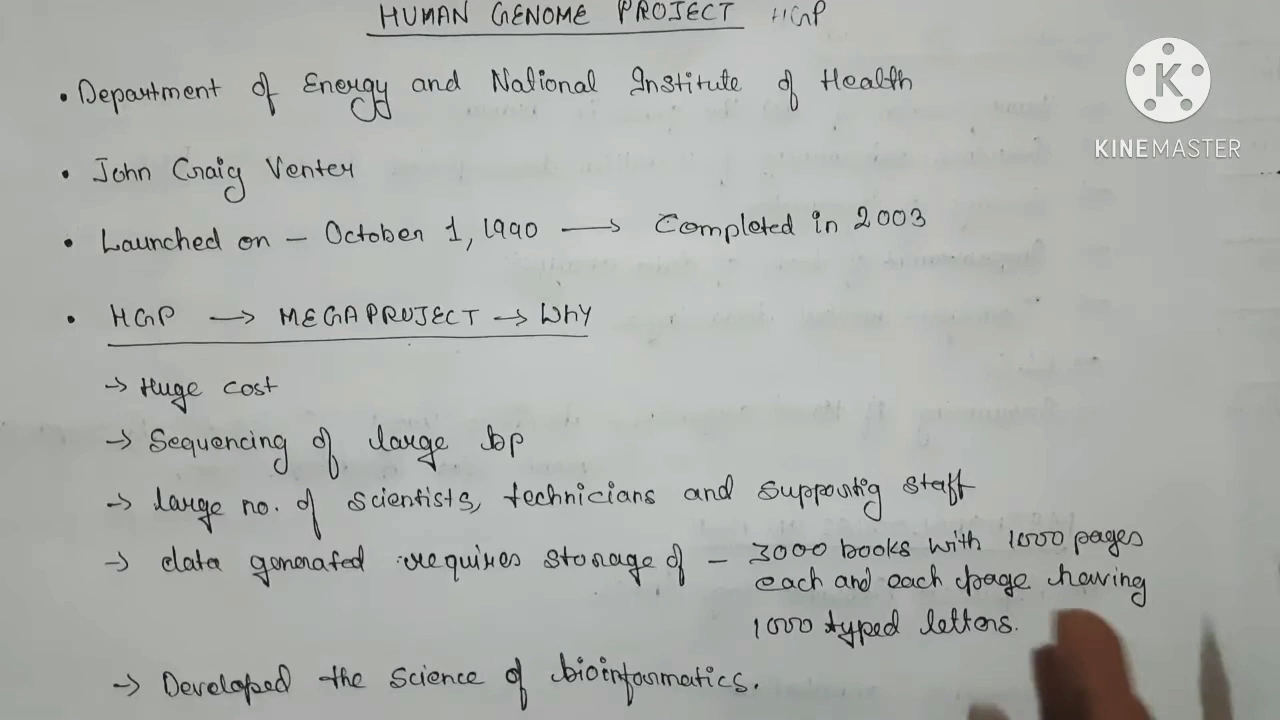 HUMAN GENOME PROJECT HGP
• Department of Energy and National Institute of Health
K
KINEMASTER
• John Craig Venter
• Launched on – October 1, 1990 → Completed in 2003
• HGP → MEGAPROJECT → WHY
→ Huge cost
→ Sequencing of large bp
→ large no. of scientists, technicians and supporting staff
→ data generated requires storage of – 3000 books with 1000 pages
each and each page having
1000 typed letters.
→ Developed the science of bioinformatics.